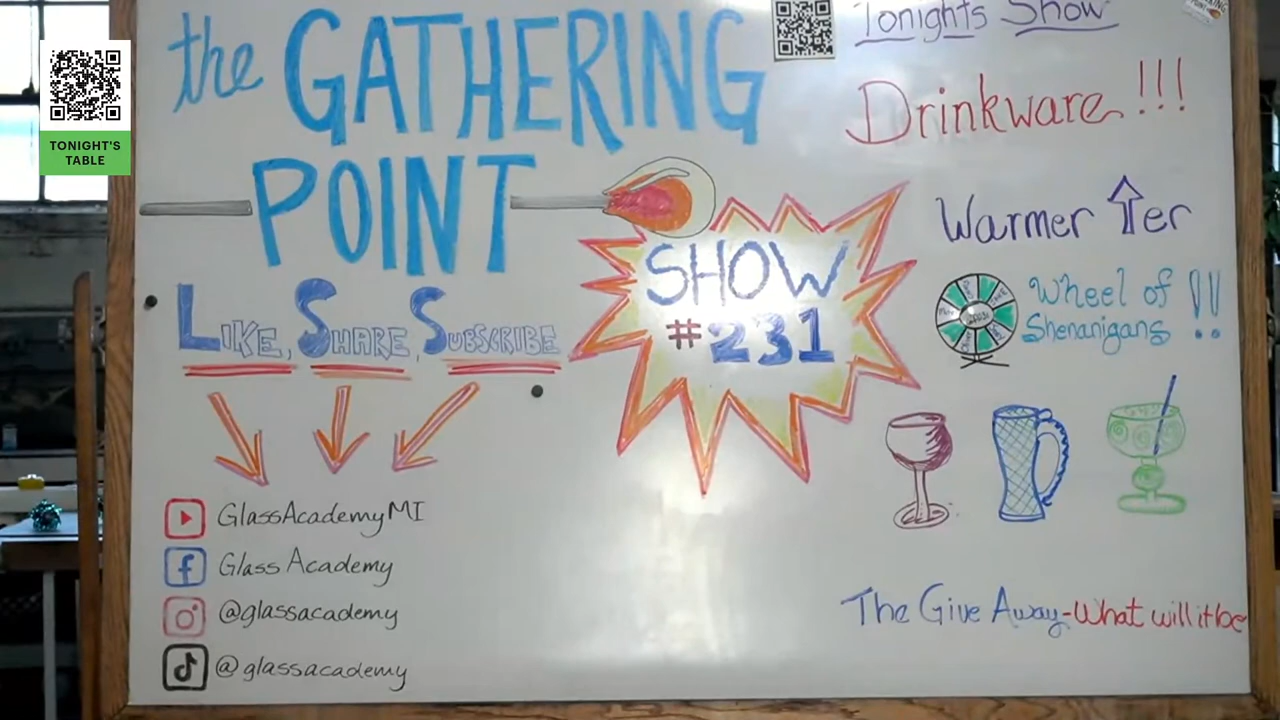 the GATHERING
POINT
TONIGHT'S
TABLE
LIKE, SHARE, SUBSCRIBE
GlassAcademyMI
Glass Academy
@glassacademy
@glassacademy
SHOW
#231
Tonights Show
Drinkware!!!
Warmer er
Wheel of
Shenanigans !!
The Give Away-What will it be